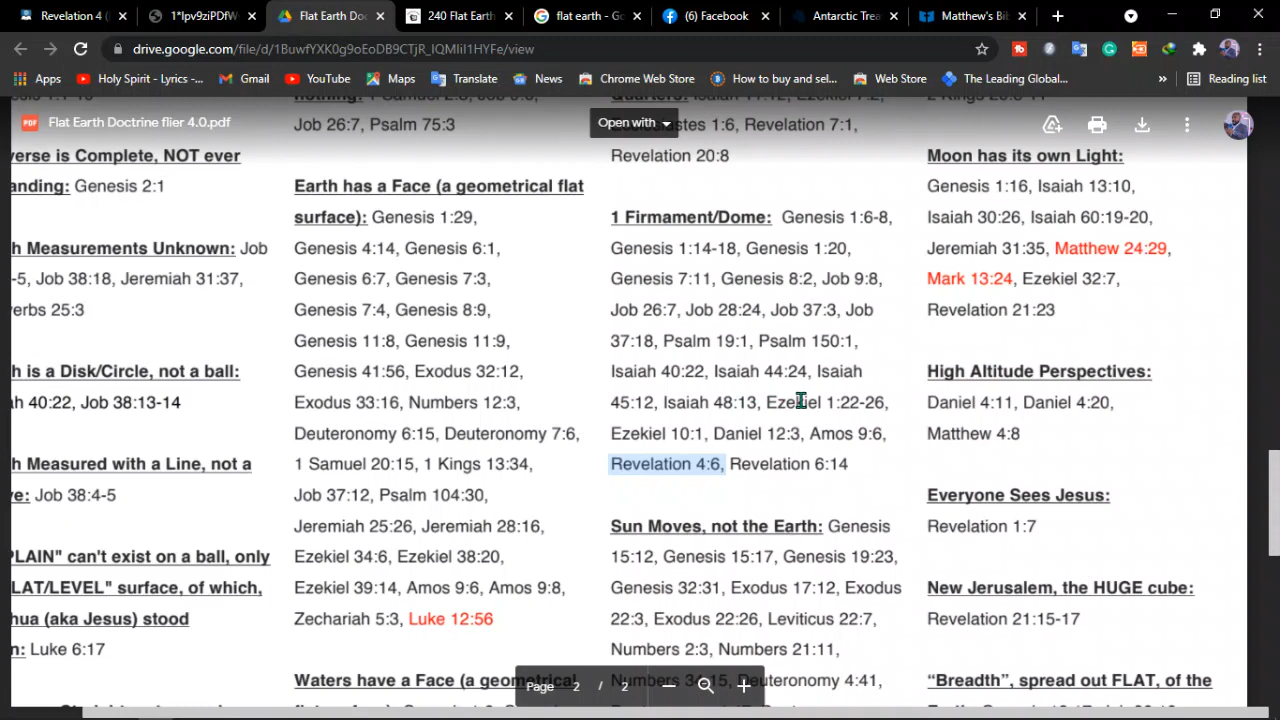 Revelation 4 (
1*lpv9ziPDfW
Flat Earth Doc
240 Flat Earth
flat earth - Go
(6) Facebook
Antarctic Trea
Matthew's Bib
drive.google.com/file/d/1BuwfYXK0g9oEoDB9CTjR_IQMIiI1HYFe/view
Apps
Holy Spirit - Lyrics -...
Gmail
YouTube
Maps
Translate
News
Chrome Web Store
How to buy and sel...
Web Store
The Leading Global...
»
Reading list
PDF
Flat Earth Doctrine flier 4.0.pdf
Open with
verse is Complete, NOT ever
anding: Genesis 2:1
h Measurements Unknown: Job
-5, Job 38:18, Jeremiah 31:37,
verbs 25:3
h is a Disk/Circle, not a ball:
ah 40:22, Job 38:13-14
h Measured with a Line, not a
ve: Job 38:4-5
PLAIN" can't exist on a ball, only
LAT/LEVEL" surface, of which,
hua (aka Jesus) stood
n: Luke 6:17
nothing:
Job 26:7, Psalm 75:3
Earth has a Face (a geometrical flat
surface): Genesis 1:29,
Genesis 4:14, Genesis 6:1,
Genesis 6:7, Genesis 7:3,
Genesis 7:4, Genesis 8:9,
Genesis 11:8, Genesis 11:9,
Genesis 41:56, Exodus 32:12,
Exodus 33:16, Numbers 12:3,
Deuteronomy 6:15, Deuteronomy 7:6,
1 Samuel 20:15, 1 Kings 13:34,
Job 37:12, Psalm 104:30,
Jeremiah 25:26, Jeremiah 28:16,
Ezekiel 34:6, Ezekiel 38:20,
Ezekiel 39:14, Amos 9:6, Amos 9:8,
Zechariah 5:3, Luke 12:56
Waters have a Face (a geometrical
Ecclesiastes 1:6, Revelation 7:1,
Revelation 20:8
1 Firmament/Dome: Genesis 1:6-8,
Genesis 1:14-18, Genesis 1:20,
Genesis 7:11, Genesis 8:2, Job 9:8,
Job 26:7, Job 28:24, Job 37:3, Job
37:18, Psalm 19:1, Psalm 150:1,
Isaiah 40:22, Isaiah 44:24, Isaiah
45:12, Isaiah 48:13, Ezekiel 1:22-26,
Ezekiel 10:1, Daniel 12:3, Amos 9:6,
Revelation 4:6, Revelation 6:14
Sun Moves, not the Earth: Genesis
15:12, Genesis 15:17, Genesis 19:23,
Genesis 32:31, Exodus 17:12, Exodus
22:3, Exodus 22:26, Leviticus 22:7,
Numbers 2:3, Numbers 21:11,
Numbers 34:15, Deuteronomy 4:41,
Moon has its own Light:
Genesis 1:16, Isaiah 13:10,
Isaiah 30:26, Isaiah 60:19-20,
Jeremiah 31:35, Matthew 24:29,
Mark 13:24, Ezekiel 32:7,
Revelation 21:23
High Altitude Perspectives:
Daniel 4:11, Daniel 4:20,
Matthew 4:8
Everyone Sees Jesus:
Revelation 1:7
New Jerusalem, the HUGE cube:
Revelation 21:15-17
“Breadth”, spread out FLAT, of the
Page 2 / 2